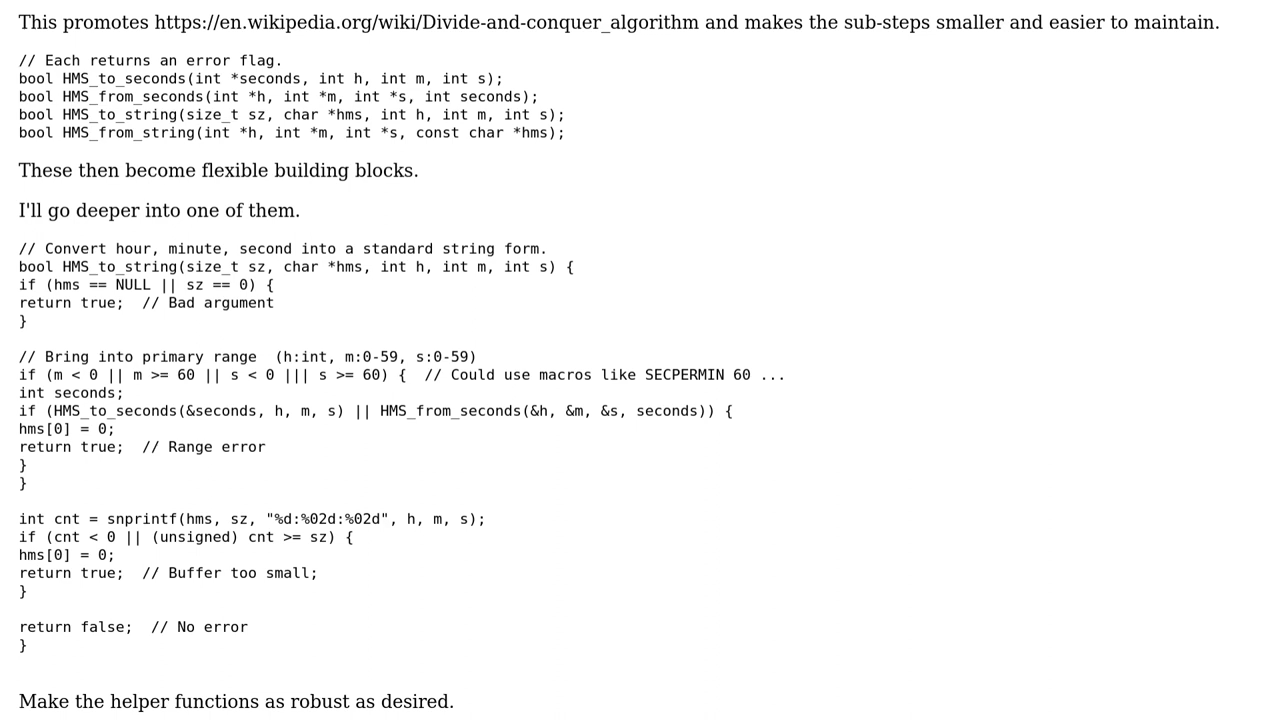 This promotes https://en.wikipedia.org/wiki/Divide-and-conquer_algorithm and makes the sub-steps smaller and easier to maintain.
// Each returns an error flag.
bool HMS_to_seconds(int *seconds, int h, int m, int s);
bool HMS_from_seconds(int *h, int *m, int *s, int seconds);
bool HMS_to_string(size_t sz, char *hms, int h, int m, int s);
bool HMS_from_string(int *h, int *m, int *s, const char *hms);
These then become flexible building blocks.
I'll go deeper into one of them.
// Convert hour, minute, second into a standard string form.
bool HMS_to_string(size_t sz, char *hms, int h, int m, int s) {
if (hms == NULL || sz == 0) {
return true;  // Bad argument
}
// Bring into primary range  (h:int, m:0-59, s:0-59)
if (m < 0 || m >= 60 || s < 0 ||| s >= 60) {  // Could use macros like SECPERMIN 60 ...
int seconds;
if (HMS_to_seconds(&seconds, h, m, s) || HMS_from_seconds(&h, &m, &s, seconds)) {
hms[0] = 0;
return true;  // Range error
}
}
int cnt = snprintf(hms, sz, "%d:%02d:%02d", h, m, s);
if (cnt < 0 || (unsigned) cnt >= sz) {
hms[0] = 0;
return true;  // Buffer too small;
}
return false;  // No error
}
Make the helper functions as robust as desired.